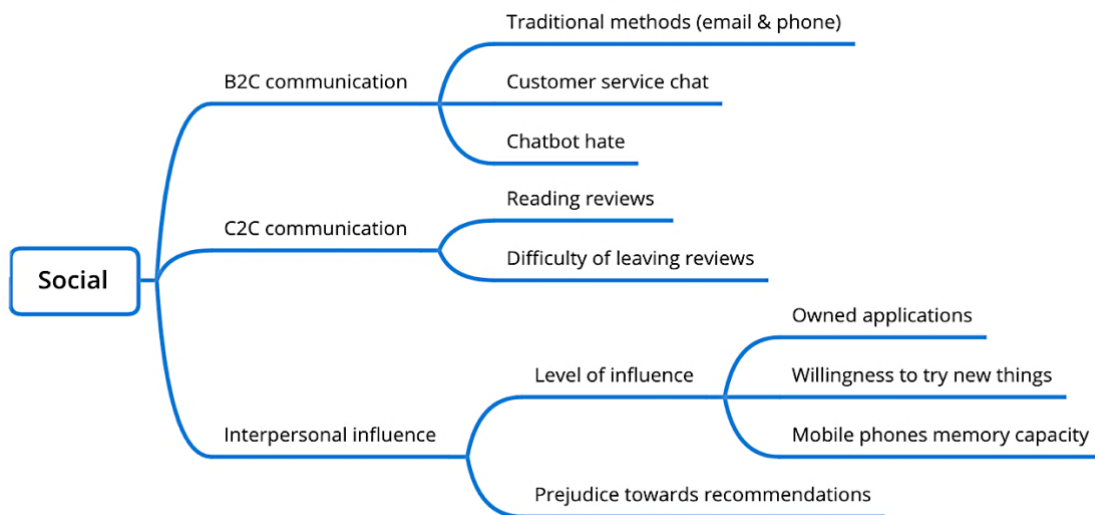 Social
B2C communication
Traditional methods (email & phone)
Customer service chat
Chatbot hate
C2C communication
Reading reviews
Difficulty of leaving reviews
Interpersonal influence
Level of influence
Owned applications
Willingness to try new things
Mobile phones memory capacity
Prejudice towards recommendations